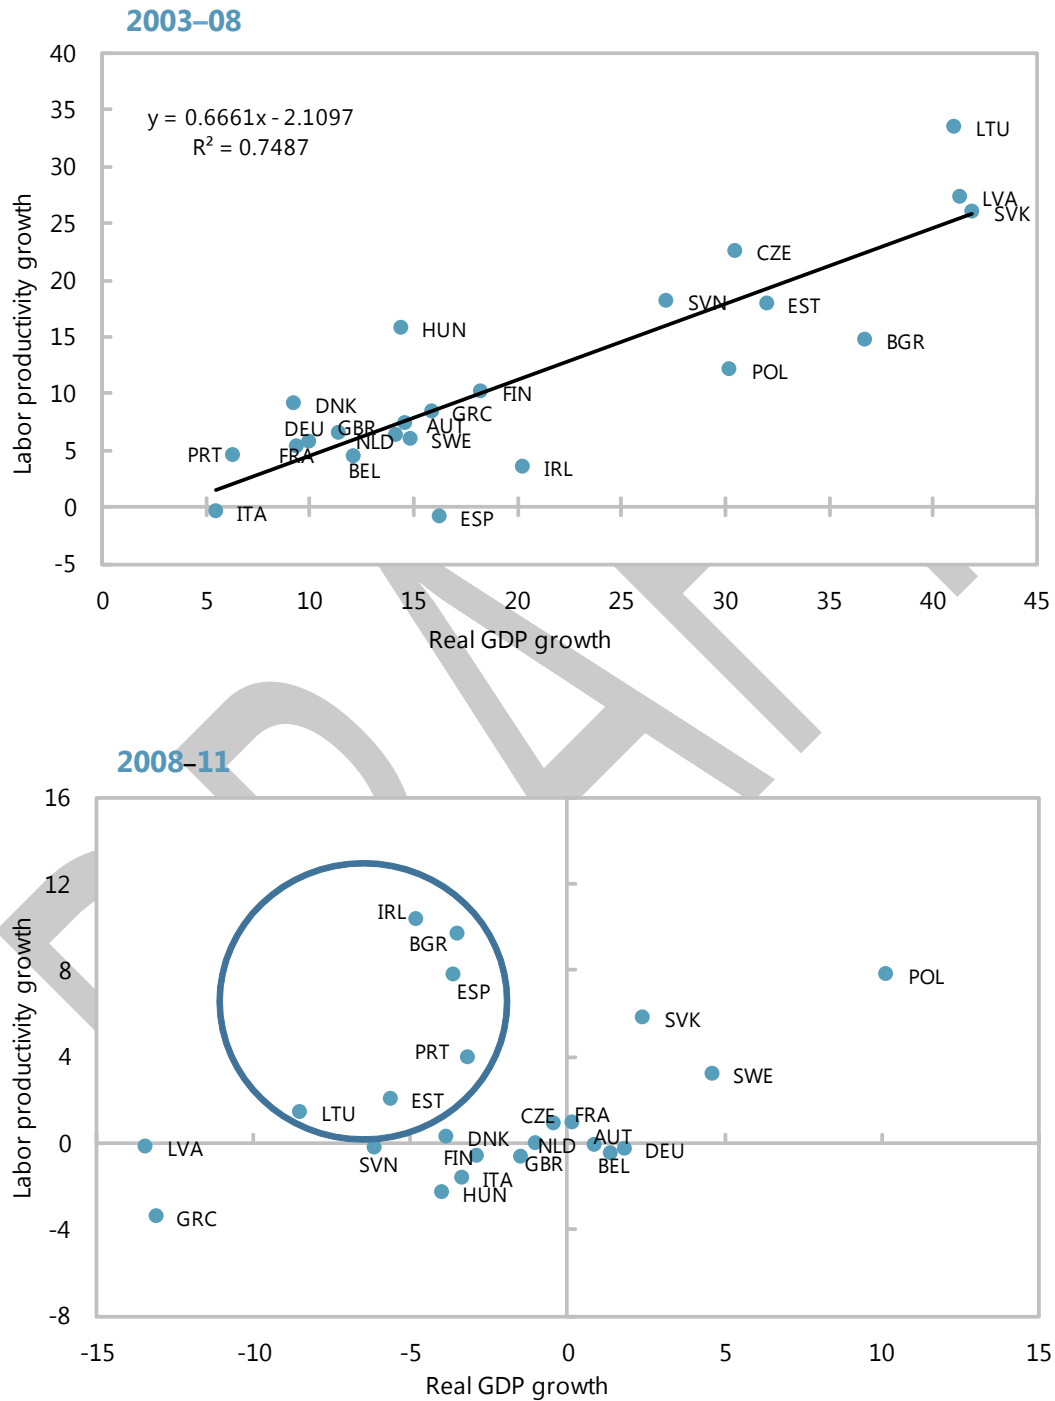 2003–08
40
35
30
25
20
15
10
5
0
-5
Labor productivity growth
y = 0.6661x - 2.1097
R² = 0.7487
LTU
LVA
SVK
CZE
SVN
EST
HUN
BGR
POL
FIN
DNK
GRC
DEU
GBR
AUT
NLD
SWE
PRT
FRA
BEL
IRL
ITA
ESP
0 5 10 15 20 25 30 35 40 45
Real GDP growth
2008–11
16
12
8
4
0
-4
-8
Labor productivity growth
IRL
BGR
ESP
POL
SVK
PRT
SWE
EST
LTU
CZE
FRA
LVA
SVN
DNK
FIN
NLD
GBR
AUT
BEL
DEU
ITA
HUN
GRC
-15 -10 -5 0 5 10 15
Real GDP growth